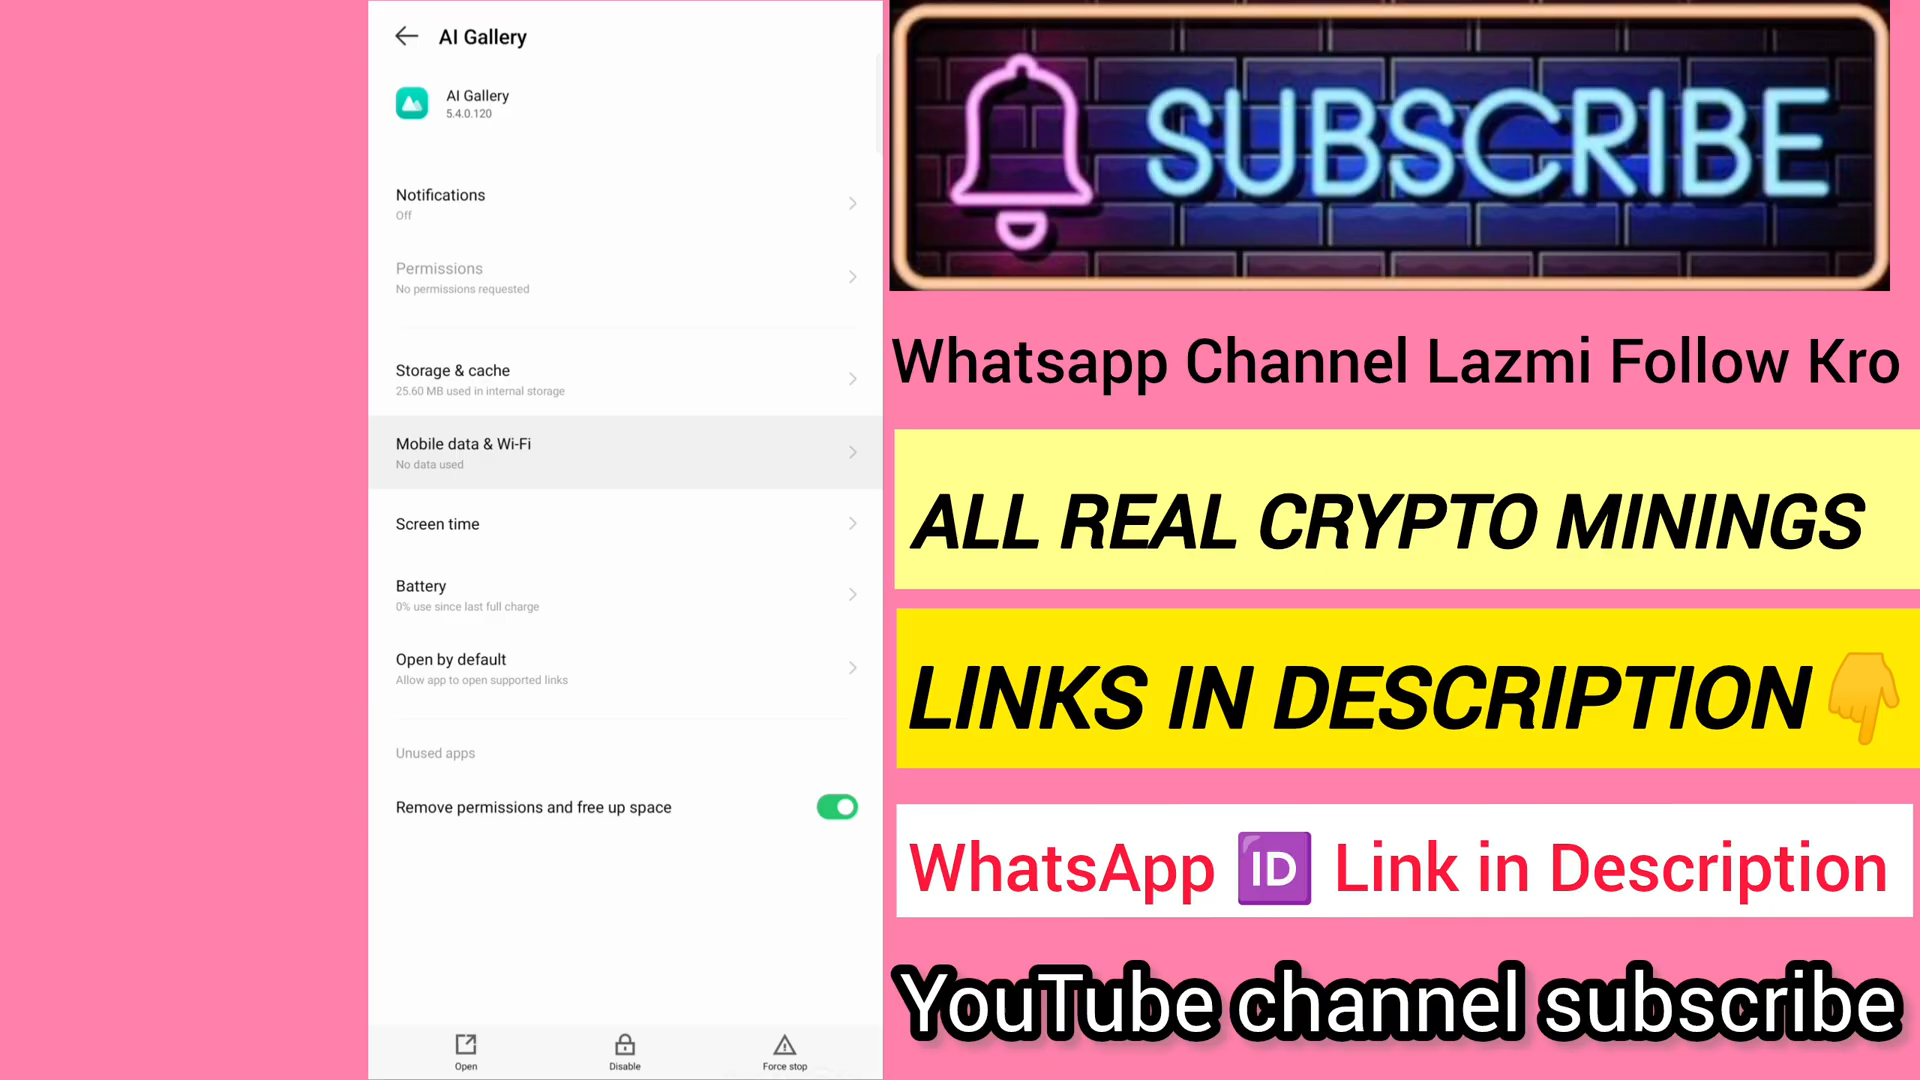 AI Gallery
AI Gallery
5.4.0.120
Notifications
Off
Permissions
No permissions requested
Storage & cache
25.60 MB used in internal storage
Mobile data & Wi-Fi
No data used
Screen time
Battery
0% use since last full charge
Open by default
Allow app to open supported links
Unused apps
Remove permissions and free up space
Open
Disable
Force stop
SUBSCRIBE
Whatsapp Channel Lazmi Follow Kro
ALL REAL CRYPTO MININGS
LINKS IN DESCRIPTION👇
WhatsApp 🆔 Link in Description
YouTube channel subscribe